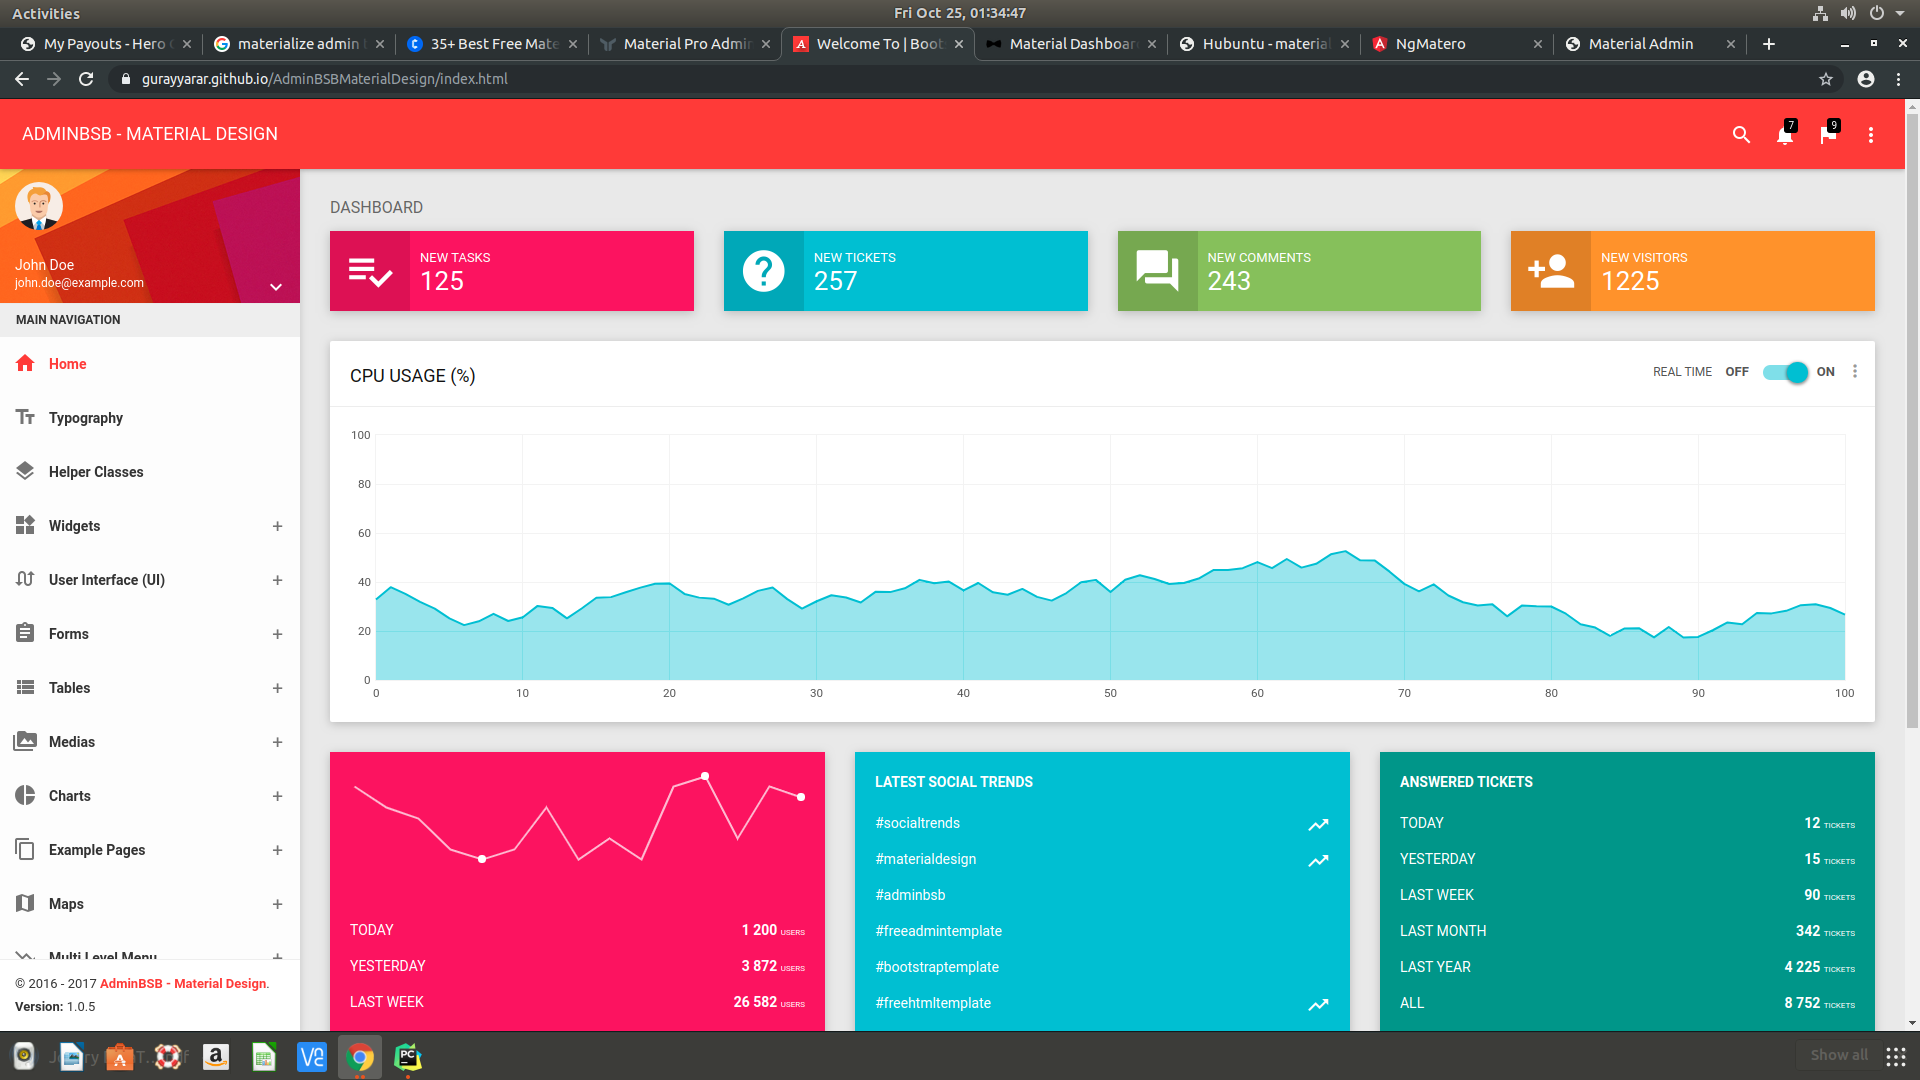 Activities
Fri Oct 25, 01:34:47
My Payouts - Hero
materialize admin
35+ Best Free Mate
Material Pro Admin
Welcome To | Boot
Material Dashboar
Hubuntu - material
NgMatero
Material Admin
gurayyarar.github.io/AdminBSBMaterialDesign/index.html
ADMINBSB - MATERIAL DESIGN
7
9
John Doe
john.doe@example.com
MAIN NAVIGATION
Home
Typography
Helper Classes
Widgets +
User Interface (UI) +
Forms +
Tables +
Medias +
Charts +
Example Pages +
Maps +
Multi Level Menu +
© 2016 - 2017 AdminBSB - Material Design.
Version: 1.0.5
DASHBOARD
NEW TASKS
125
NEW TICKETS
257
NEW COMMENTS
243
NEW VISITORS
1225
CPU USAGE (%)
REAL TIME OFF ON
100
80
60
40
20
0
0 10 20 30 40 50 60 70 80 90 100
TODAY 1 200 USERS
YESTERDAY 3 872 USERS
LAST WEEK 26 582 USERS
LATEST SOCIAL TRENDS
#socialtrends
#materialdesign
#adminbsb
#freeadmintemplate
#bootstraptemplate
#freehtmltemplate
ANSWERED TICKETS
TODAY 12 TICKETS
YESTERDAY 15 TICKETS
LAST WEEK 90 TICKETS
LAST MONTH 342 TICKETS
LAST YEAR 4 225 TICKETS
ALL 8 752 TICKETS
Show all